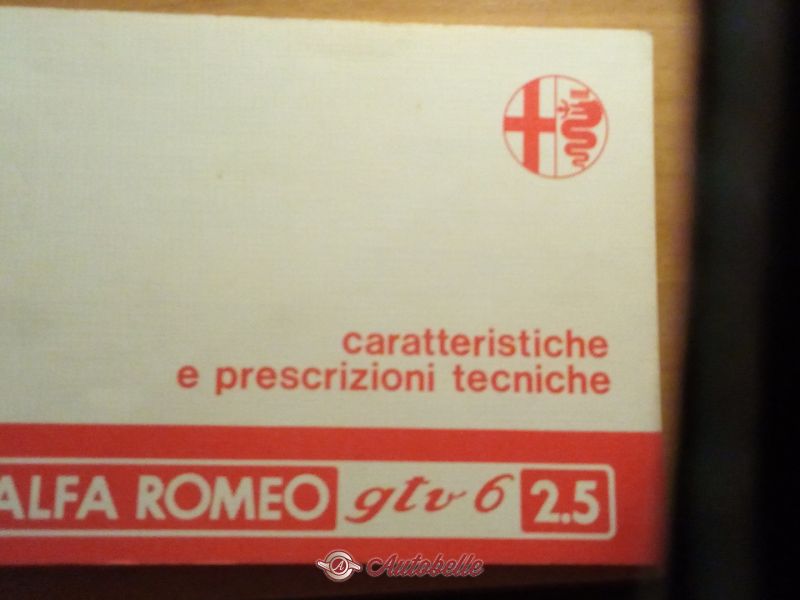 caratteristiche
e prescrizioni tecniche
ALFA ROMEO gtv 6 2.5
Autobelle